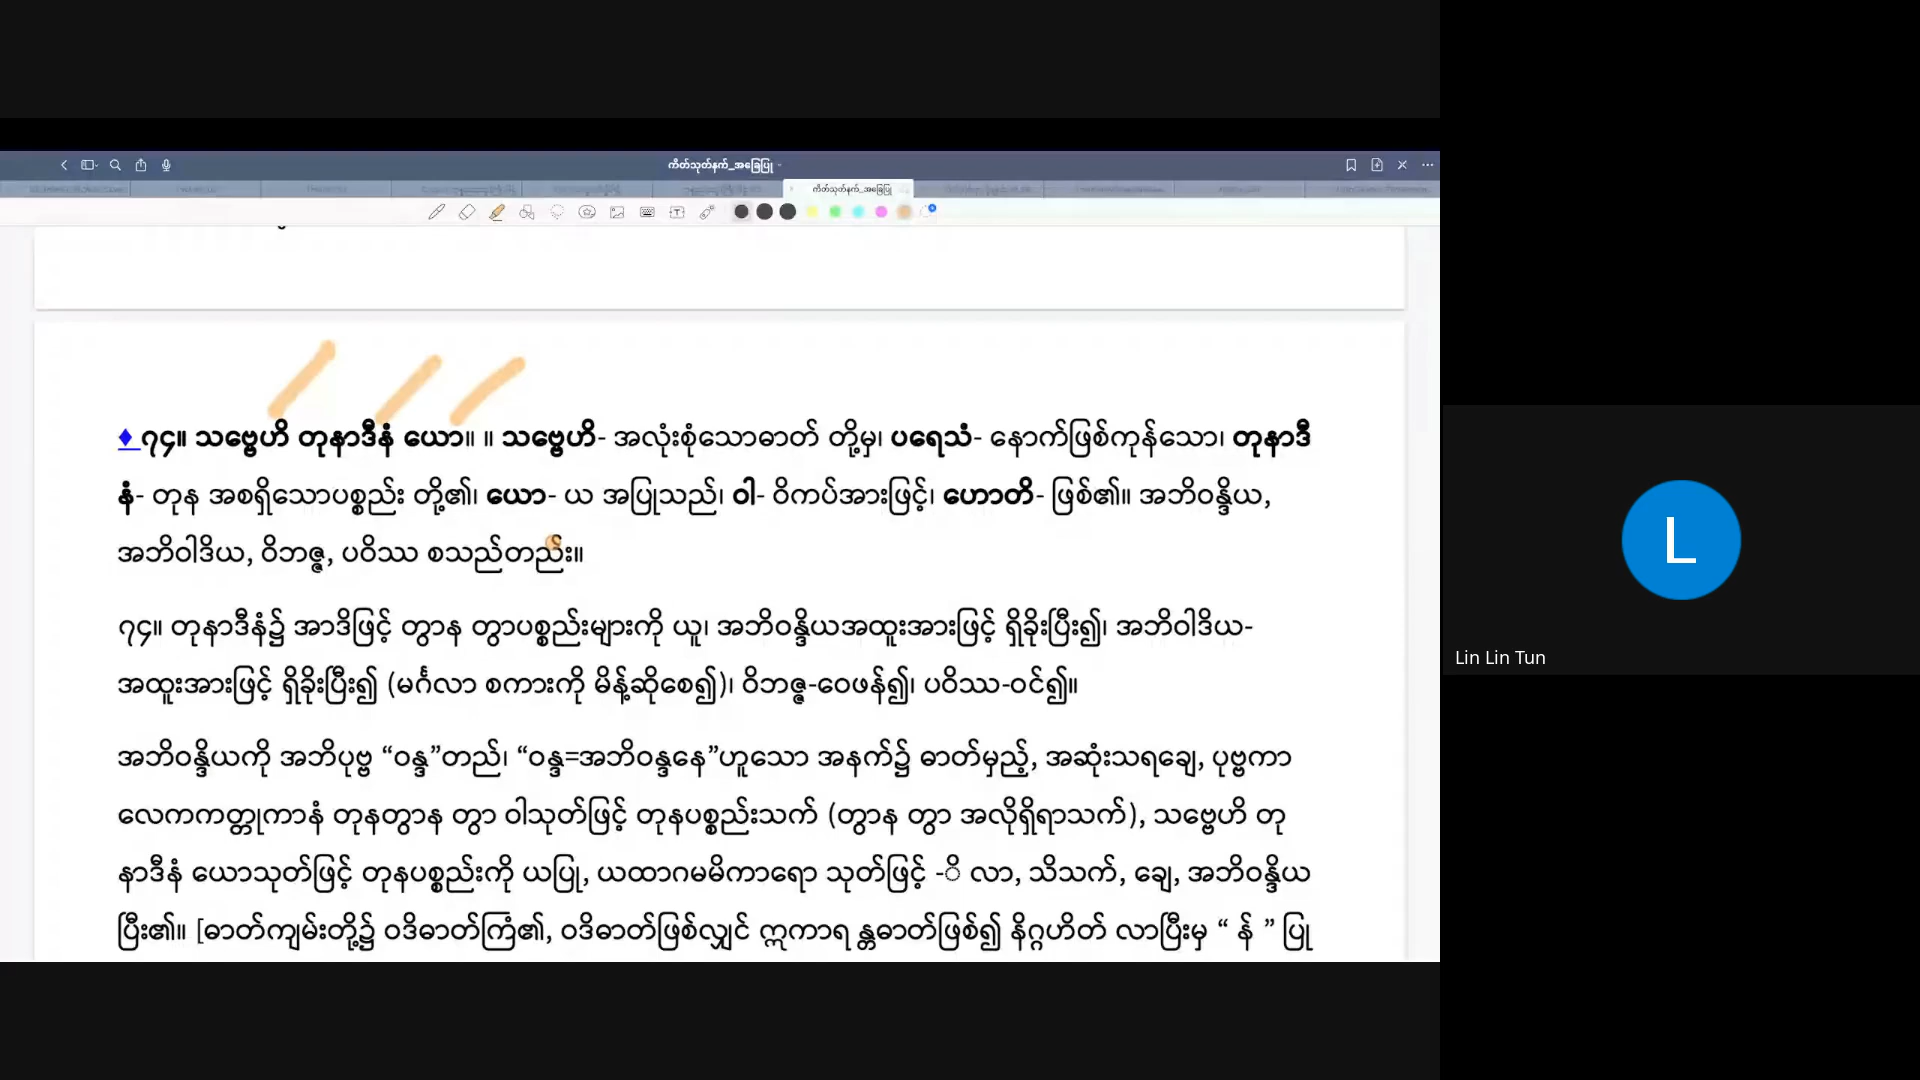 ကိတ်သုတ်နက်_အခြေပြု
ကိတ်သုတ်နက်_အခြေပြု
♦ ၇၄။ သဗ္ဗေဟိ တုနာဒီနံ ယော။ ။ သဗ္ဗေဟိ- အလုံးစုံသောဓာတ် တို့မှ၊ ပရေသံ- နောက်ဖြစ်ကုန်သော၊ တုနာဒီ
နံ- တုန အစရှိသောပစ္စည်း တို့၏၊ ယော- ယ အပြုသည်၊ ဝါ- ဝိကပ်အားဖြင့်၊ ဟောတိ- ဖြစ်၏။ အဘိဝန္ဒိယ,
အဘိဝါဒိယ, ဝိဘဇ္ဇ, ပဝိဿ စသည်တည်း။
၇၄။ တုနာဒီနံ၌ အာဒိဖြင့် တွာန တွာပစ္စည်းများကို ယူ၊ အဘိဝန္ဒိယအထူးအားဖြင့် ရှိခိုးပြီး၍၊ အဘိဝါဒိယ-
အထူးအားဖြင့် ရှိခိုးပြီး၍ (မင်္ဂလာ စကားကို မိန့်ဆိုစေ၍)၊ ဝိဘဇ္ဇ-ဝေဖန်၍၊ ပဝိဿ-ဝင်၍။
အဘိဝန္ဒိယကို အဘိပုဗ္ဗ “ဝန္ဒ”တည်၊ “ဝန္ဒ=အဘိဝန္ဒနေ”ဟူသော အနက်၌ ဓာတ်မှည့်, အဆုံးသရချေ, ပုဗ္ဗကာ
လေကကတ္တုကာနံ တုနတွာန တွာ ဝါသုတ်ဖြင့် တုနပစ္စည်းသက် (တွာန တွာ အလိုရှိရာသက်), သဗ္ဗေဟိ တု
နာဒီနံ ယောသုတ်ဖြင့် တုနပစ္စည်းကို ယပြု, ယထာဂမမိကာရော သုတ်ဖြင့် -ိ လာ, သိသက်, ချေ, အဘိဝန္ဒိယ
ပြီး၏။ [ဓာတ်ကျမ်းတို့၌ ဝဒိဓာတ်ကြံ၏, ဝဒိဓာတ်ဖြစ်လျှင် ဣကာရ န္တဓာတ်ဖြစ်၍ နိဂ္ဂဟိတ် လာပြီးမှ “ န် ” ပြု
L
Lin Lin Tun